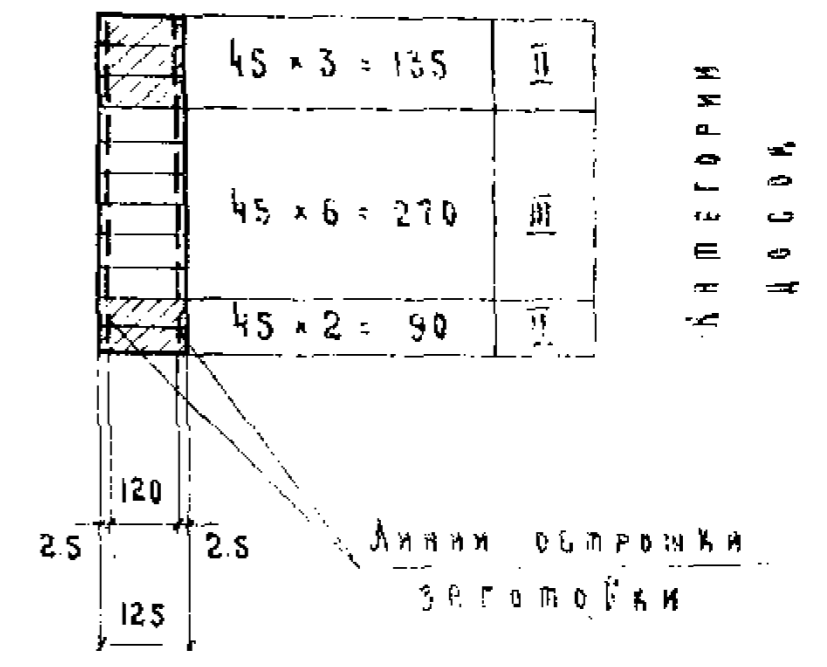 45 × 3 = 135 II
45 × 6 = 270 III
45 × 2 = 90 II
Категории
досок
120
2.5 2.5
125
Линии острожки
заготовки